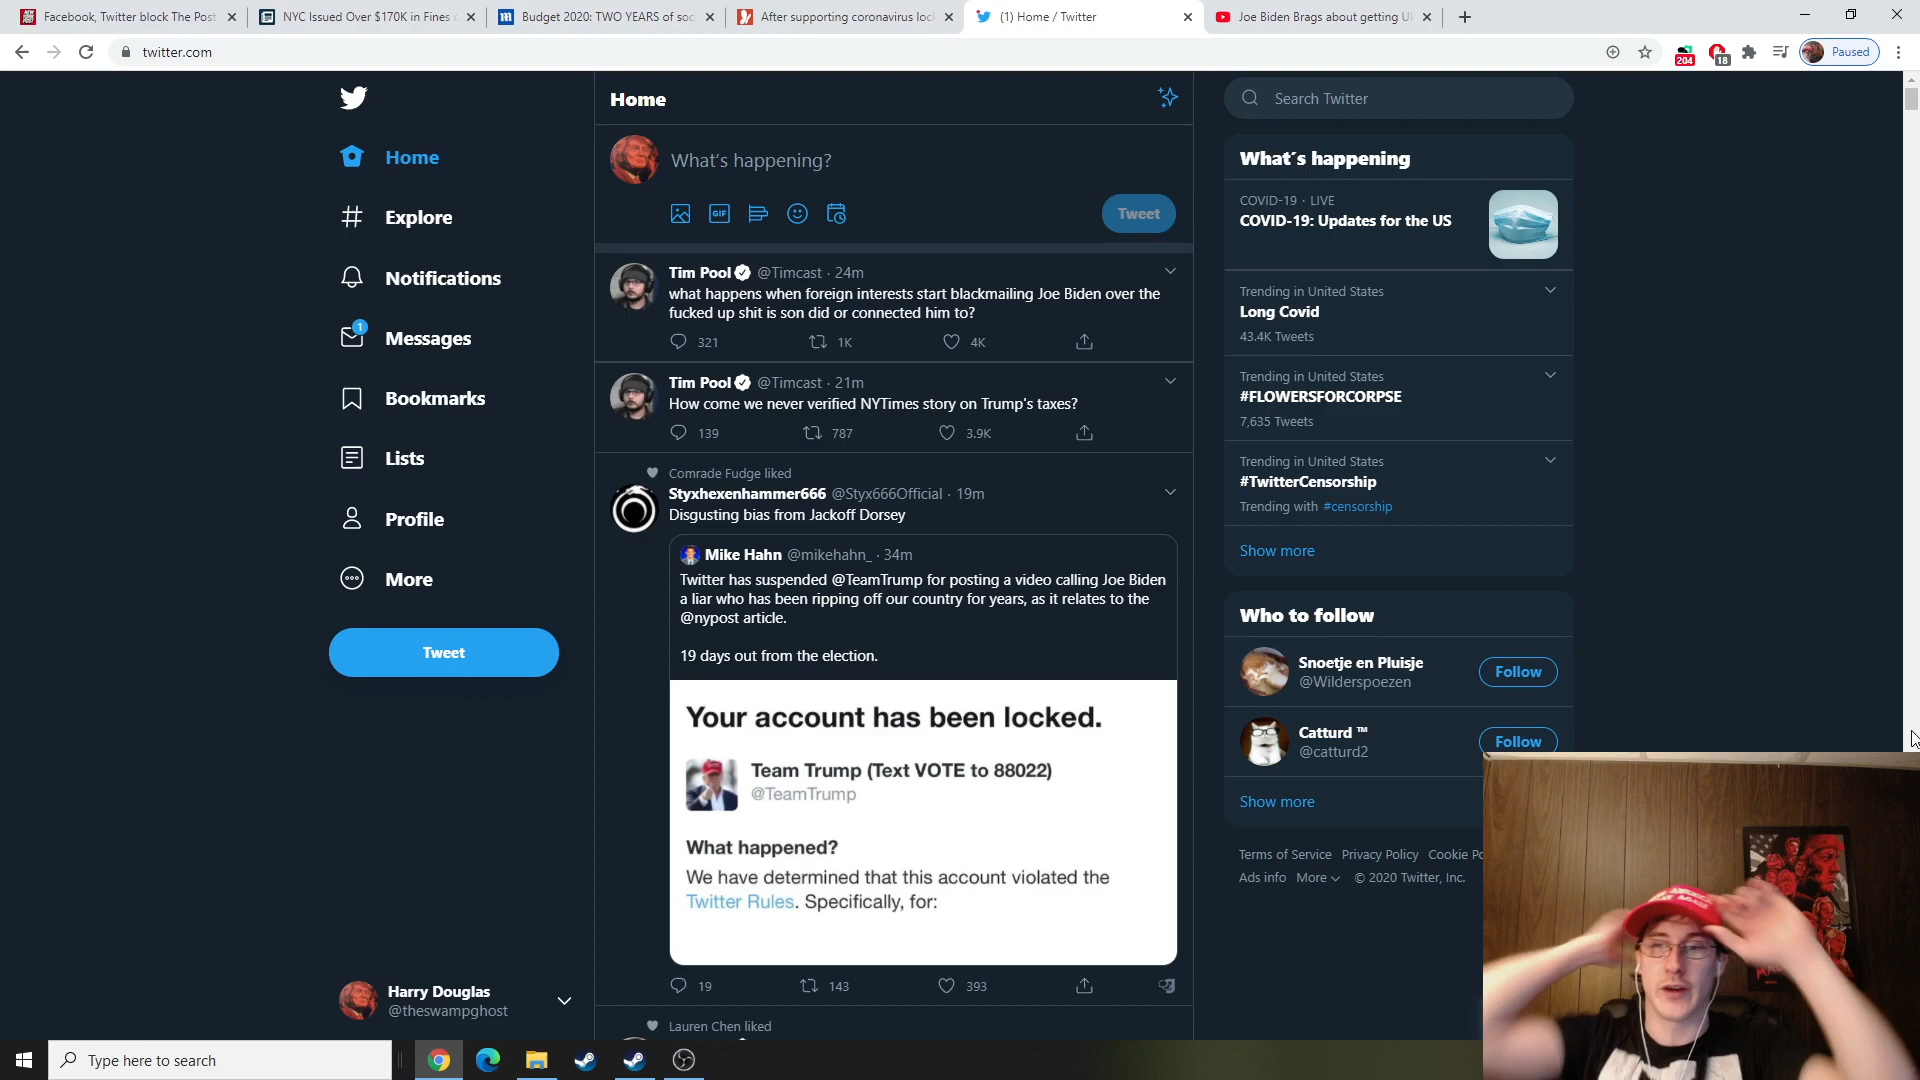 Facebook, Twitter block The Post
NYC Issued Over $170K in Fines
Budget 2020: TWO YEARS of soc
After supporting coronavirus loc
(1) Home / Twitter
Joe Biden Brags about getting U
twitter.com
204
18
Paused
Home
Explore
Notifications
1
Messages
Bookmarks
Lists
Profile
More
Tweet
Harry Douglas
@theswampghost
Home
What's happening?
GIF
Tweet
Tim Pool @Timcast · 24m
what happens when foreign interests start blackmailing Joe Biden over the
fucked up shit is son did or connected him to?
321 1K 4K
Tim Pool @Timcast · 21m
How come we never verified NYTimes story on Trump's taxes?
139 787 3.9K
Comrade Fudge liked
Styxhexenhammer666 @Styx666Official · 19m
Disgusting bias from Jackoff Dorsey
Mike Hahn @mikehahn_ · 34m
Twitter has suspended @TeamTrump for posting a video calling Joe Biden
a liar who has been ripping off our country for years, as it relates to the
@nypost article.
19 days out from the election.
Your account has been locked.
Team Trump (Text VOTE to 88022)
@TeamTrump
What happened?
We have determined that this account violated the
Twitter Rules. Specifically, for:
19 143 393
Lauren Chen liked
Search Twitter
What´s happening
COVID-19 · LIVE
COVID-19: Updates for the US
Trending in United States
Long Covid
43.4K Tweets
Trending in United States
#FLOWERSFORCORPSE
7,635 Tweets
Trending in United States
#TwitterCensorship
Trending with #censorship
Show more
Who to follow
Snoetje en Pluisje
@Wilderspoezen
Follow
Catturd ™
@catturd2
Follow
Show more
Terms of Service Privacy Policy Cookie Po
Ads info More © 2020 Twitter, Inc.
Type here to search